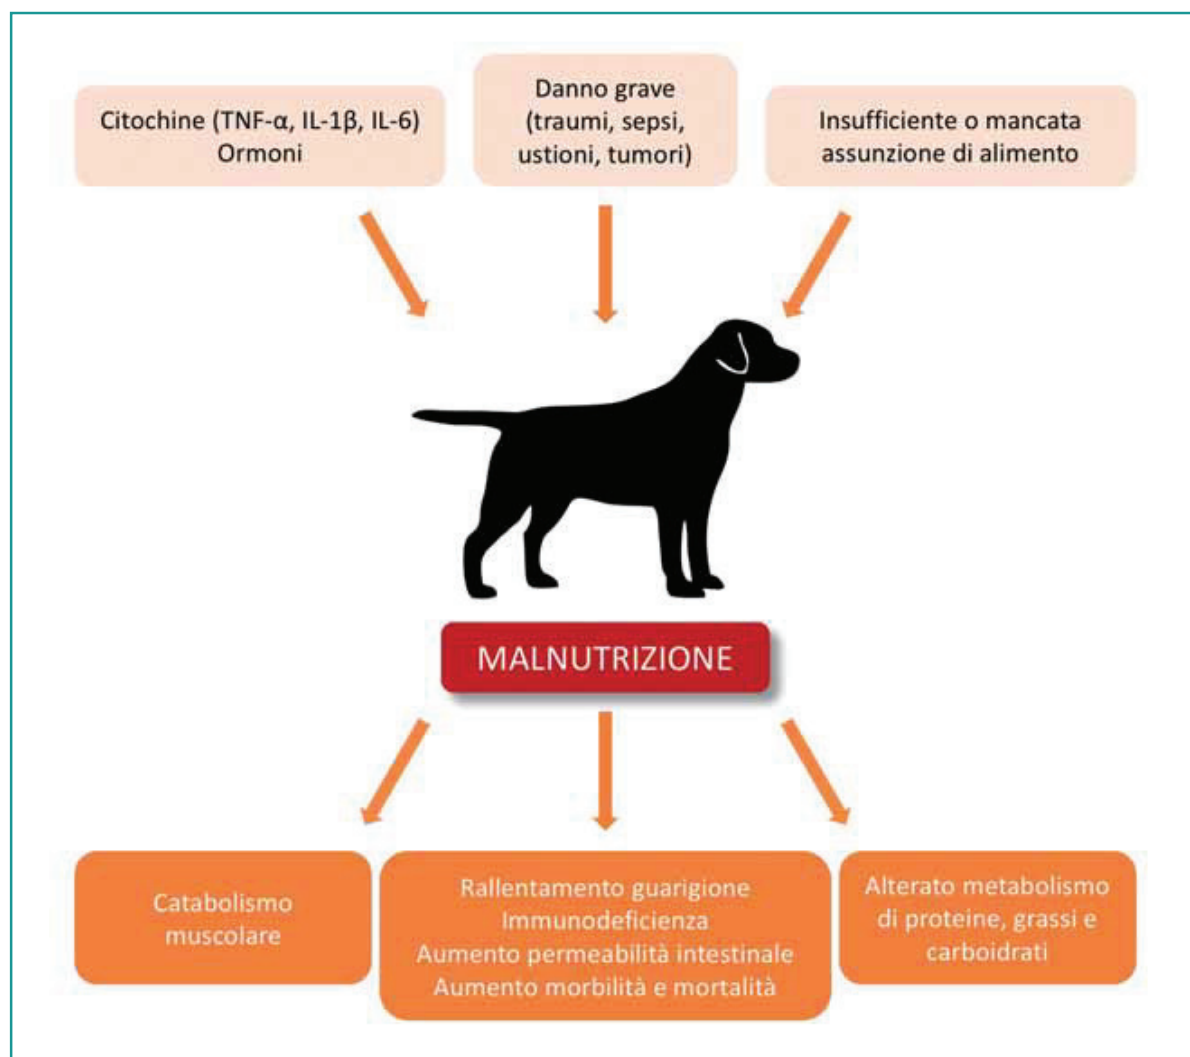 Citochine (TNF-α, IL-1β, IL-6)
Ormoni
Danno grave
(traumi, sepsi,
ustioni, tumori)
Insufficiente o mancata
assunzione di alimento
MALNUTRIZIONE
Catabolismo
muscolare
Rallentamento guarigione
Immunodeficienza
Aumento permeabilità intestinale
Aumento morbilità e mortalità
Alterato metabolismo
di proteine, grassi e
carboidrati